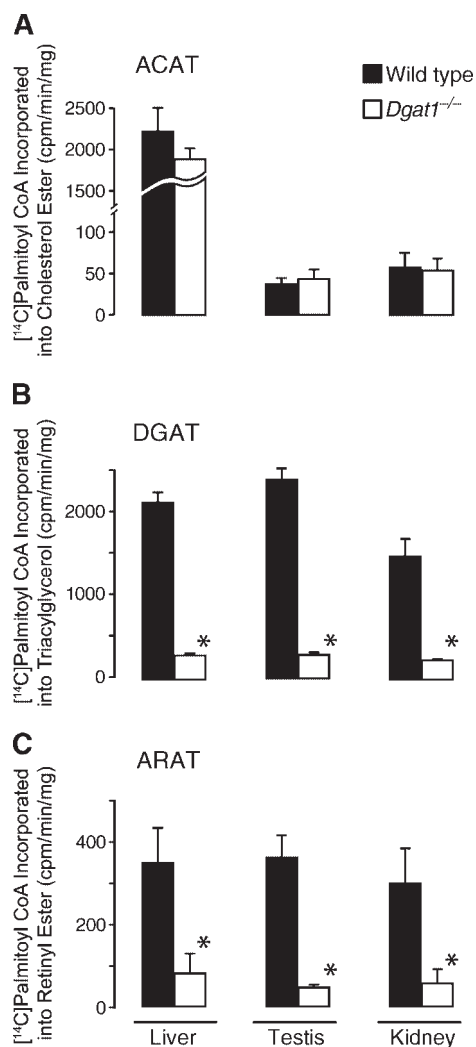 A
ACAT
Wild type
Dgat1–/–
[14C]Palmitoyl CoA Incorporated
into Cholesterol Ester (cpm/min/mg)
2500
2000
1500
100
50
0
B
DGAT
[14C]Palmitoyl CoA Incorporated
into Triacylglycerol (cpm/min/mg)
2000
1000
0
*
*
*
C
ARAT
[14C]Palmitoyl CoA Incorporated
into Retinyl Ester (cpm/min/mg)
400
200
0
*
*
*
Liver
Testis
Kidney